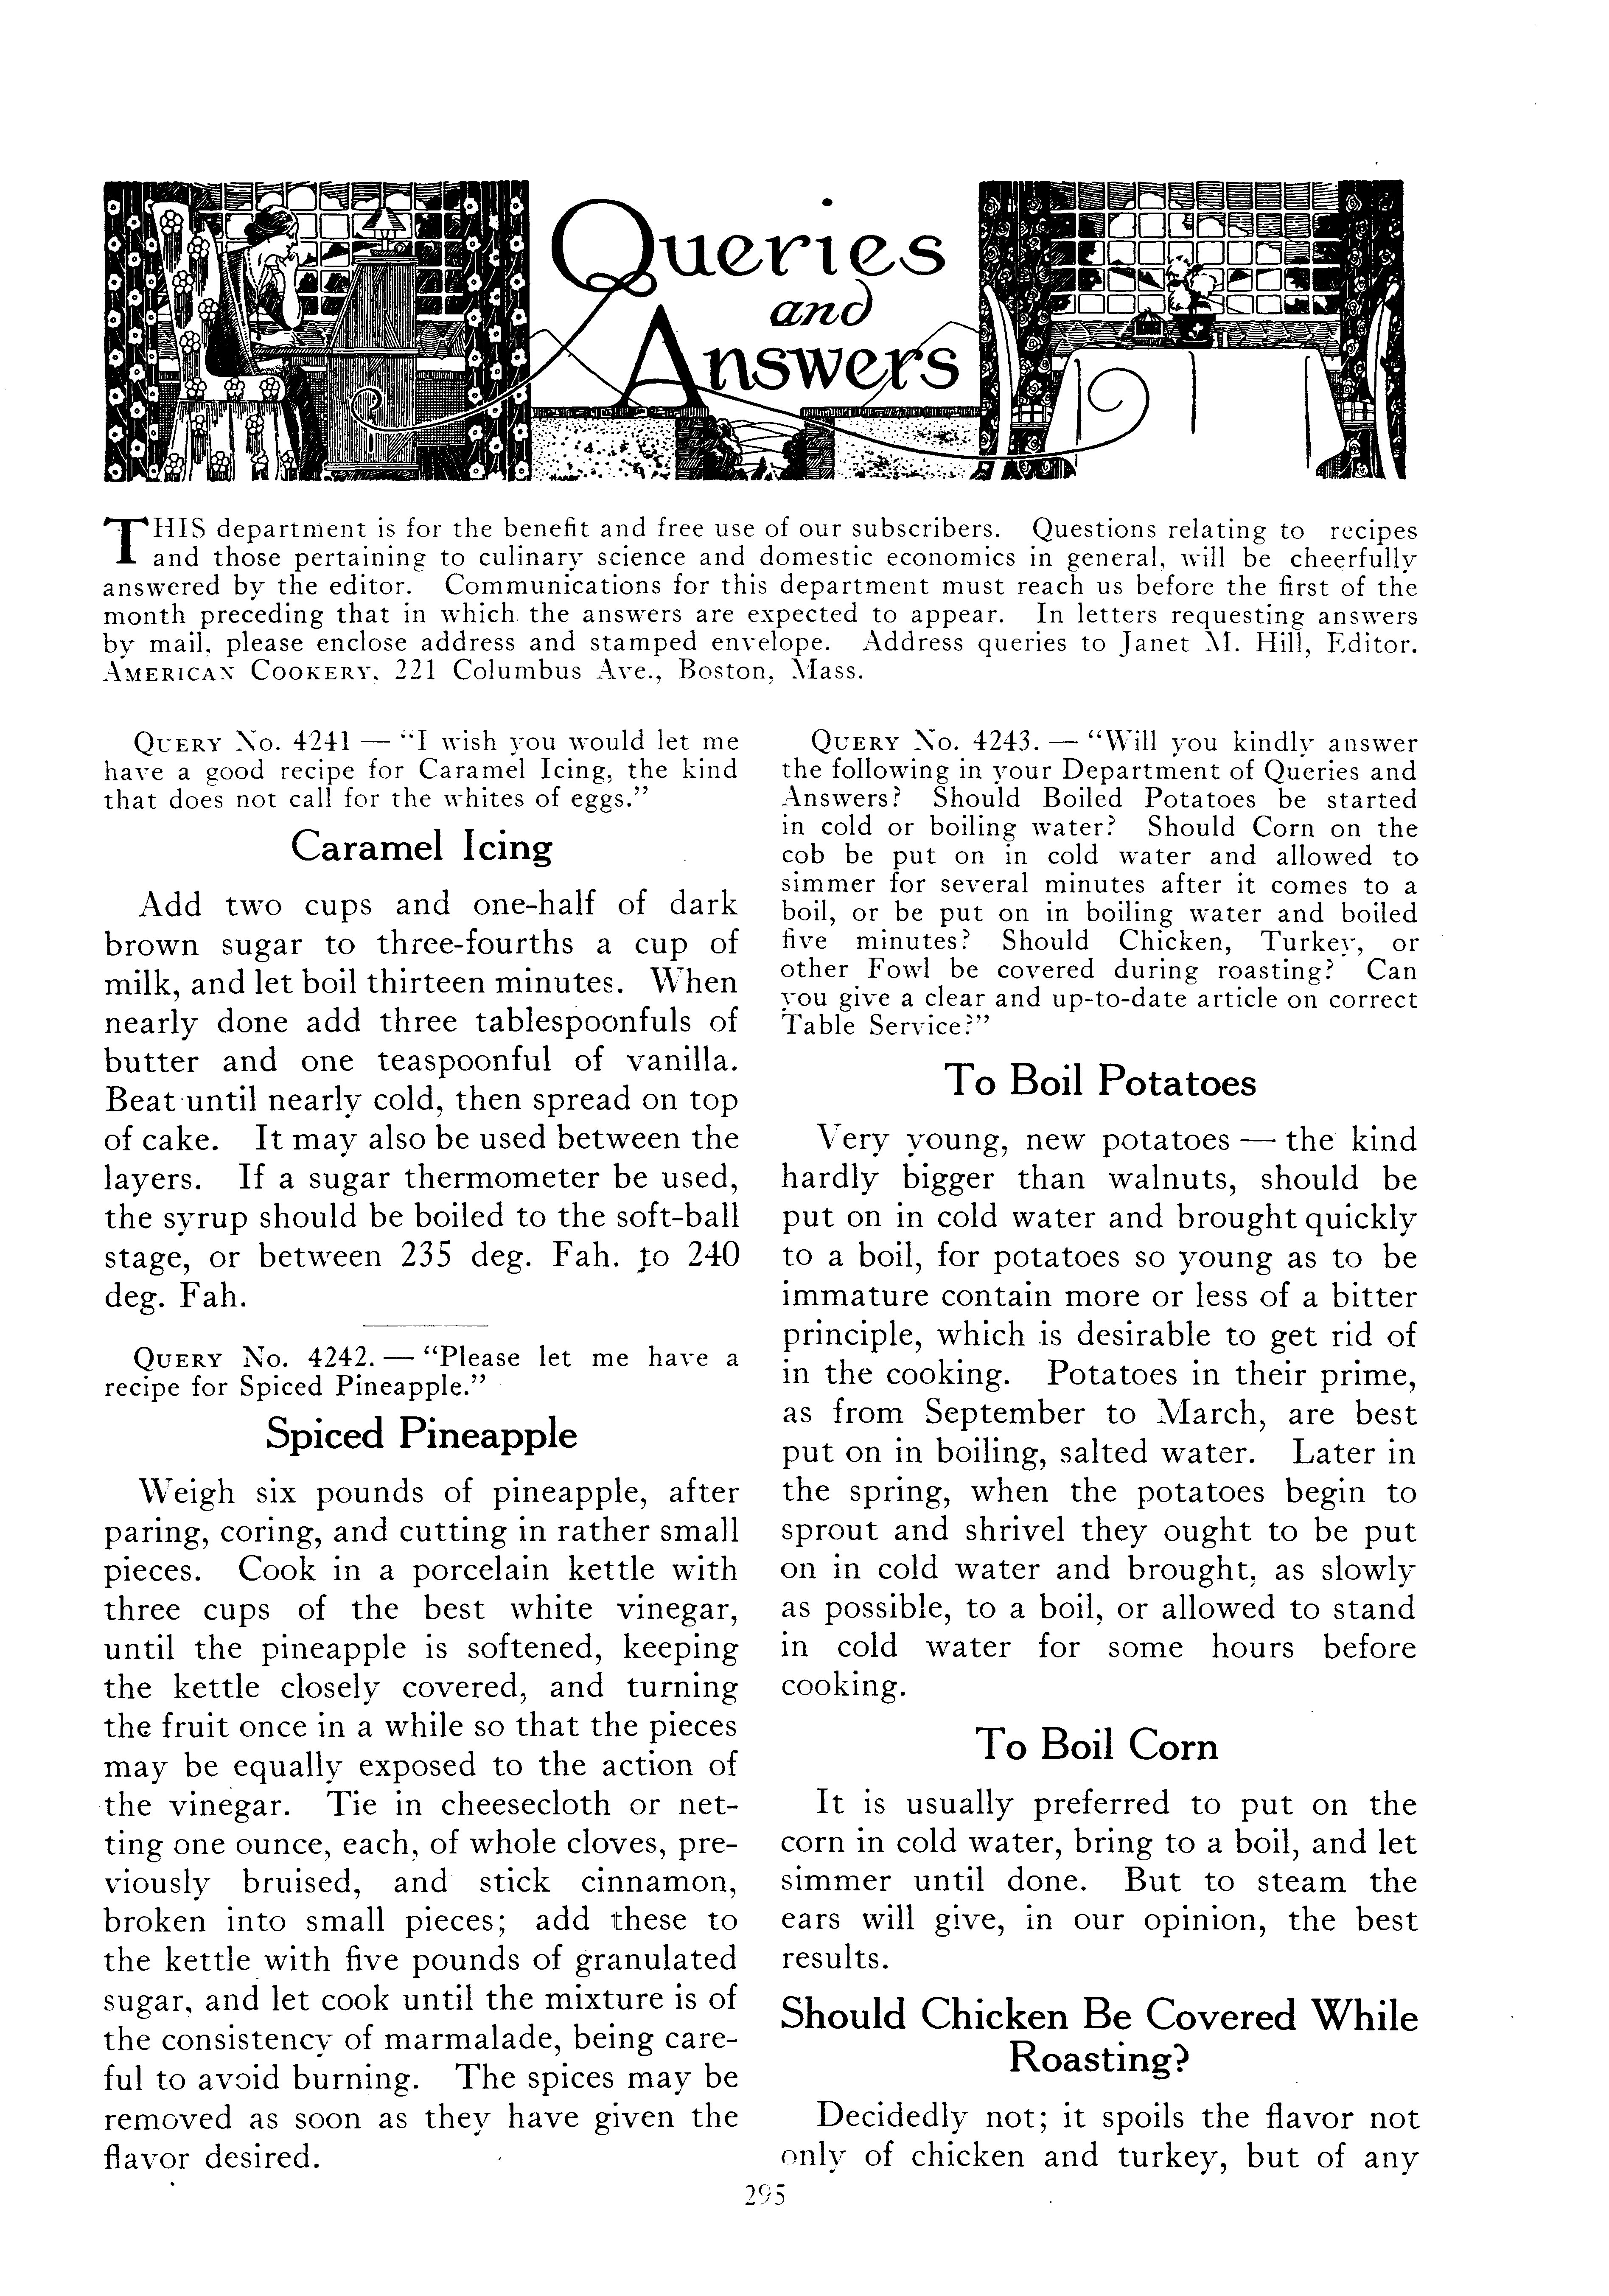 Queries
and
Answers
THIS department is for the benefit and free use of our subscribers. Questions relating to recipes
and those pertaining to culinary science and domestic economics in general, will be cheerfully
answered by the editor. Communications for this department must reach us before the first of the
month preceding that in which the answers are expected to appear. In letters requesting answers
by mail, please enclose address and stamped envelope. Address queries to Janet M. Hill, Editor.
AMERICAN COOKERY, 221 Columbus Ave., Boston, Mass.
QUERY No. 4241 — "I wish you would let me
have a good recipe for Caramel Icing, the kind
that does not call for the whites of eggs."
Caramel Icing
Add two cups and one-half of dark
brown sugar to three-fourths a cup of
milk, and let boil thirteen minutes. When
nearly done add three tablespoonfuls of
butter and one teaspoonful of vanilla.
Beat until nearly cold, then spread on top
of cake. It may also be used between the
layers. If a sugar thermometer be used,
the syrup should be boiled to the soft-ball
stage, or between 235 deg. Fah. to 240
deg. Fah.
QUERY No. 4242. — "Please let me have a
recipe for Spiced Pineapple."
Spiced Pineapple
Weigh six pounds of pineapple, after
paring, coring, and cutting in rather small
pieces. Cook in a porcelain kettle with
three cups of the best white vinegar,
until the pineapple is softened, keeping
the kettle closely covered, and turning
the fruit once in a while so that the pieces
may be equally exposed to the action of
the vinegar. Tie in cheesecloth or net-
ting one ounce, each, of whole cloves, pre-
viously bruised, and stick cinnamon,
broken into small pieces; add these to
the kettle with five pounds of granulated
sugar, and let cook until the mixture is of
the consistency of marmalade, being care-
ful to avoid burning. The spices may be
removed as soon as they have given the
flavor desired.
QUERY No. 4243. — "Will you kindly answer
the following in your Department of Queries and
Answers? Should Boiled Potatoes be started
in cold or boiling water? Should Corn on the
cob be put on in cold water and allowed to
simmer for several minutes after it comes to a
boil, or be put on in boiling water and boiled
five minutes? Should Chicken, Turkey, or
other Fowl be covered during roasting? Can
you give a clear and up-to-date article on correct
Table Service?"
To Boil Potatoes
Very young, new potatoes — the kind
hardly bigger than walnuts, should be
put on in cold water and brought quickly
to a boil, for potatoes so young as to be
immature contain more or less of a bitter
principle, which is desirable to get rid of
in the cooking. Potatoes in their prime,
as from September to March, are best
put on in boiling, salted water. Later in
the spring, when the potatoes begin to
sprout and shrivel they ought to be put
on in cold water and brought, as slowly
as possible, to a boil, or allowed to stand
in cold water for some hours before
cooking.
To Boil Corn
It is usually preferred to put on the
corn in cold water, bring to a boil, and let
simmer until done. But to steam the
ears will give, in our opinion, the best
results.
Should Chicken Be Covered While
Roasting?
Decidedly not; it spoils the flavor not
only of chicken and turkey, but of any
295